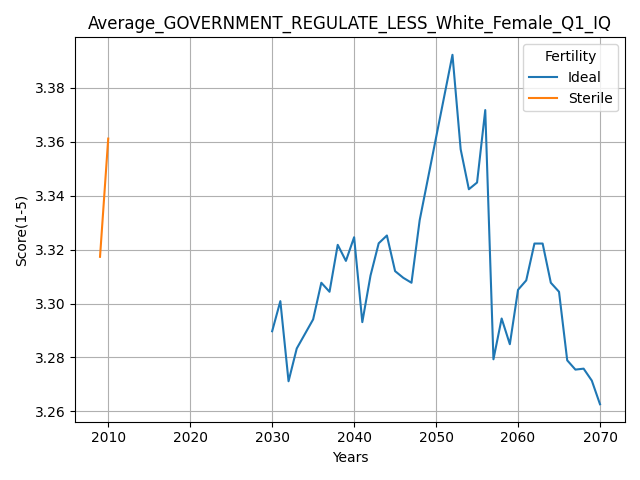 Average_GOVERNMENT_REGULATE_LESS_White_Female_Q1_IQ
Fertility
Ideal
Sterile
Score(1-5)
3.38
3.36
3.34
3.32
3.30
3.28
3.26
2010 2020 2030 2040 2050 2060 2070
Years